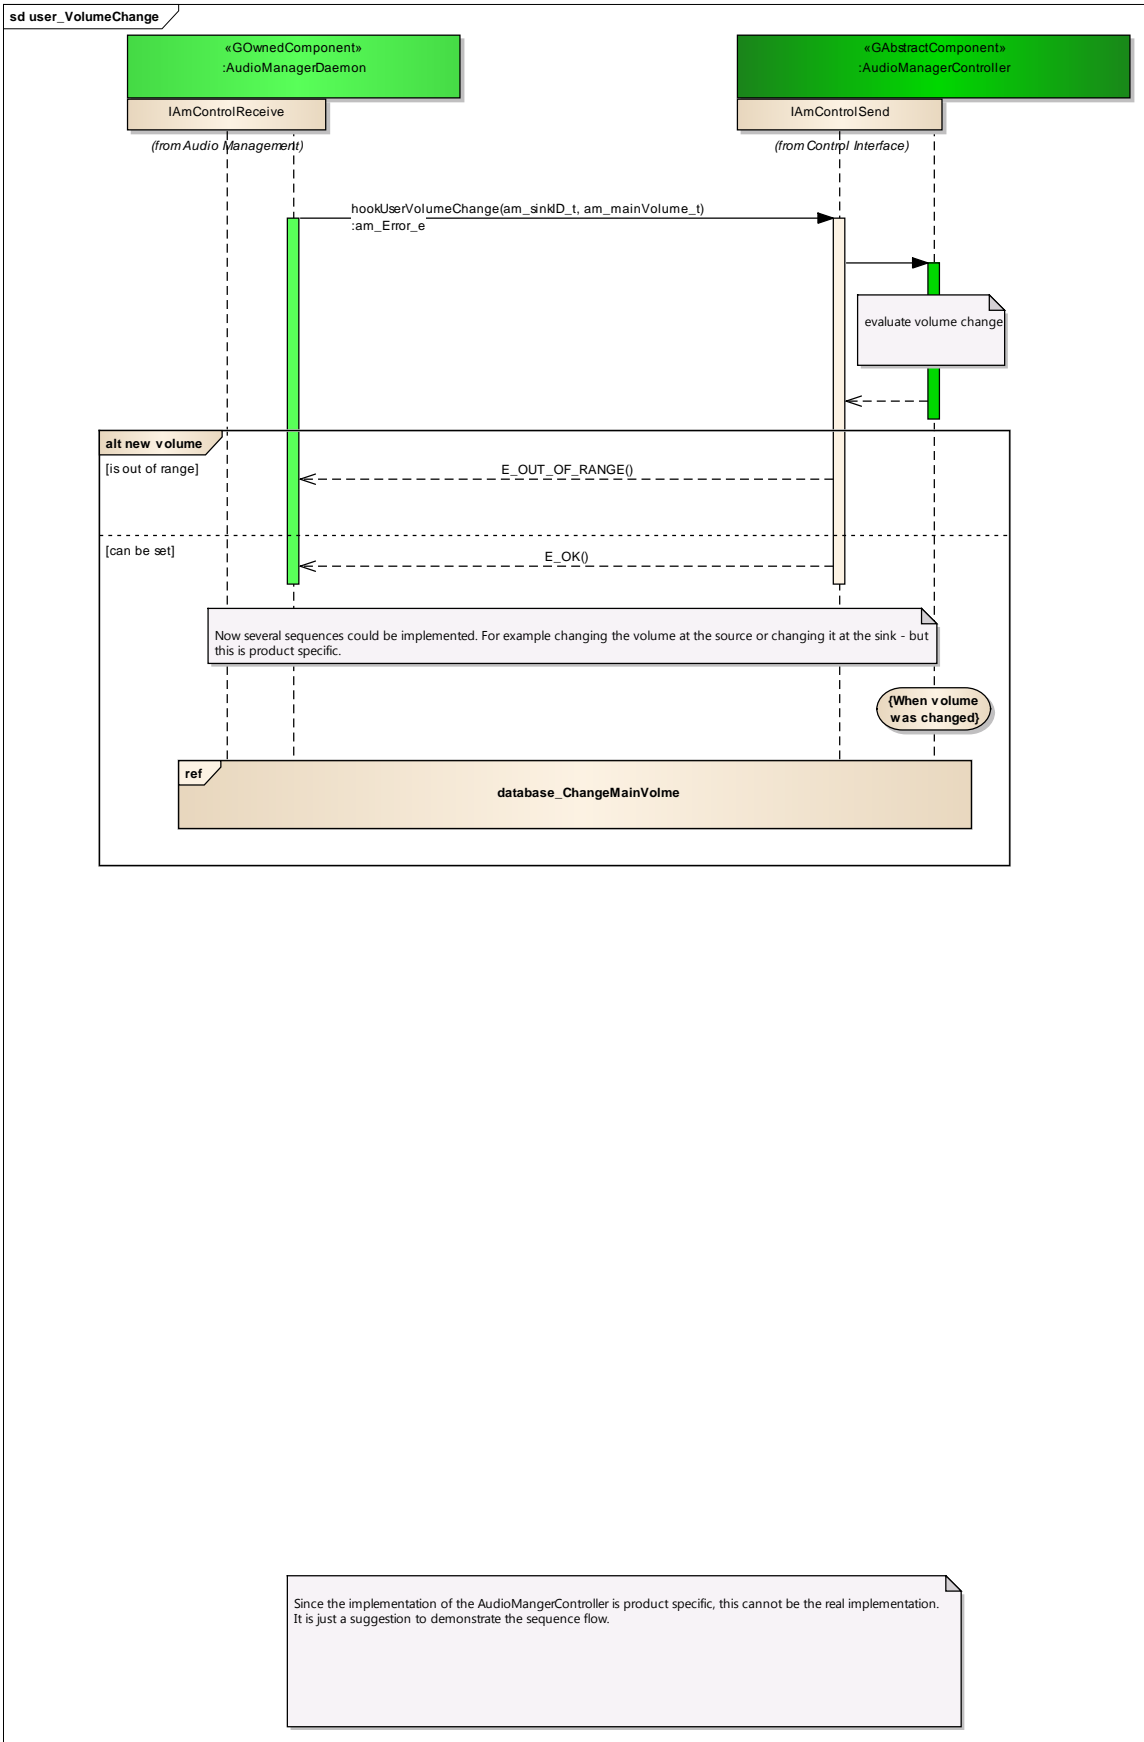 sd user_VolumeChange
«GOwnedComponent»
:AudioManagerDaemon
«GAbstractComponent»
:AudioManagerController
IAmControlReceive
IAmControlSend
(from Audio Management)
(from Control Interface)
hookUserVolumeChange(am_sinkID_t, am_mainVolume_t)
:am_Error_e
evaluate volume change
alt new volume
[is out of range]
E_OUT_OF_RANGE()
[can be set]
E_OK()
Now several sequences could be implemented. For example changing the volume at the source or changing it at the sink - but
this is product specific.
{When volume
was changed}
ref
database_ChangeMainVolme
Since the implementation of the AudioMangerController is product specific, this cannot be the real implementation.
It is just a suggestion to demonstrate the sequence flow.